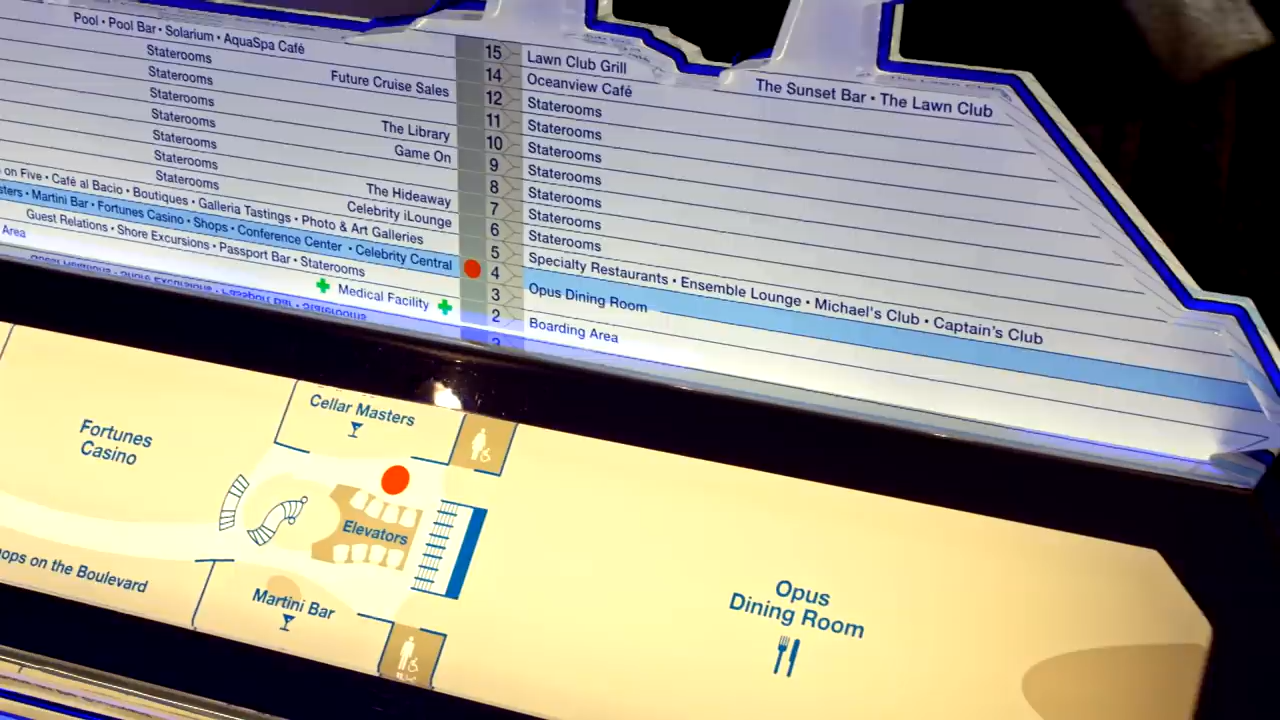 Pool • Pool Bar • Solarium • AquaSpa Café
Staterooms
Future Cruise Sales
Staterooms
Staterooms
The Library
Staterooms
Game On
Staterooms
Staterooms
The Hideaway
Staterooms
Celebrity iLounge
on Five • Café al Bacio • Boutiques • Galleria Tastings • Photo & Art Galleries
sters • Martini Bar • Fortunes Casino • Shops • Conference Center • Celebrity Central
Guest Relations • Shore Excursions • Passport Bar • Staterooms
Area
Medical Facility
15 Lawn Club Grill
14 Oceanview Café The Sunset Bar • The Lawn Club
12 Staterooms
11 Staterooms
10 Staterooms
9 Staterooms
8 Staterooms
7 Staterooms
6 Staterooms
5 Specialty Restaurants • Ensemble Lounge • Michael's Club • Captain's Club
4 Opus Dining Room
3
2 Boarding Area
Cellar Masters
Fortunes
Casino
Elevators
ops on the Boulevard
Martini Bar
Opus
Dining Room